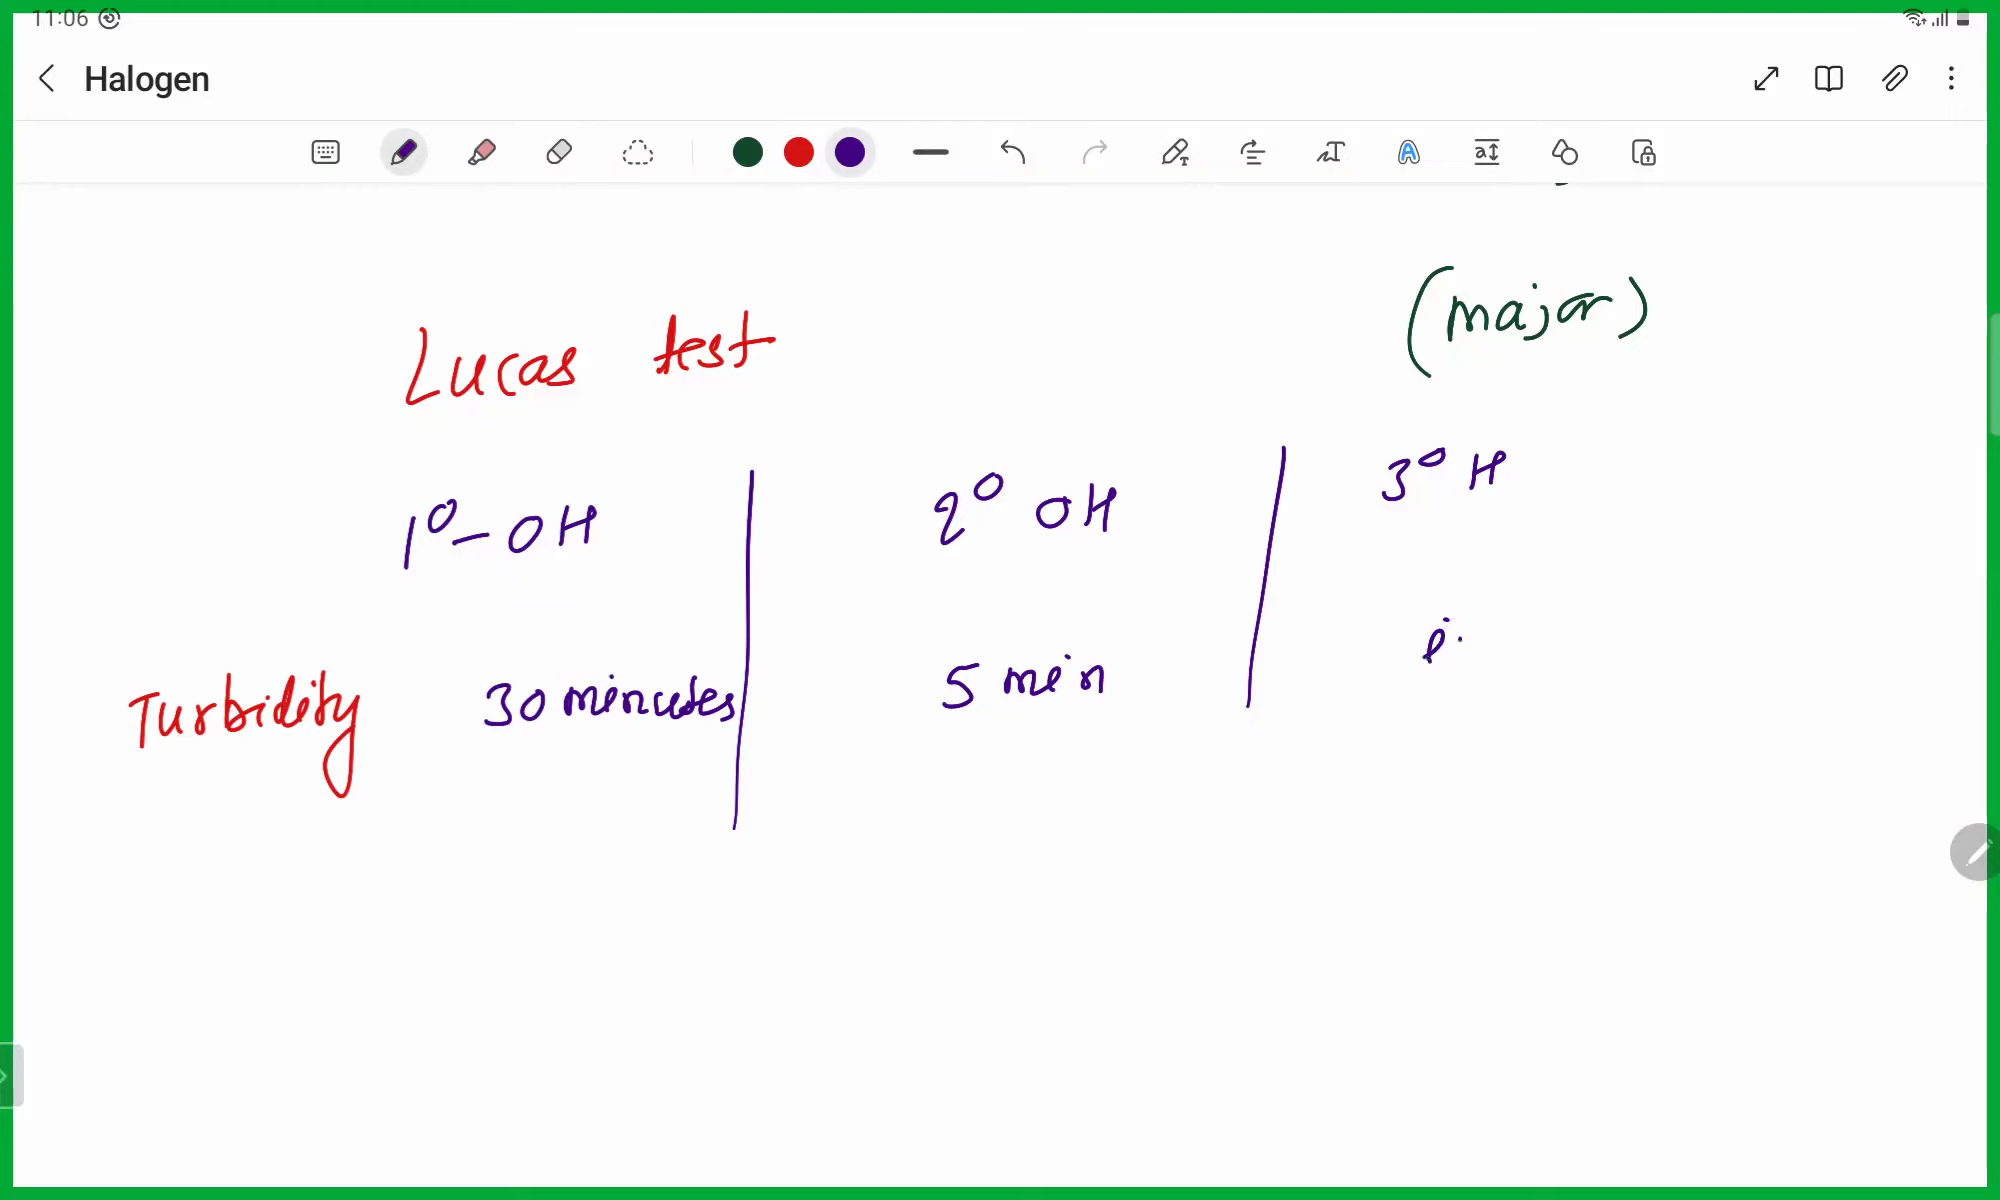 11:06
Halogen
(major)
Lucas test
1° - OH 2° OH 3° H
Turbidity 30 minutes 5 min